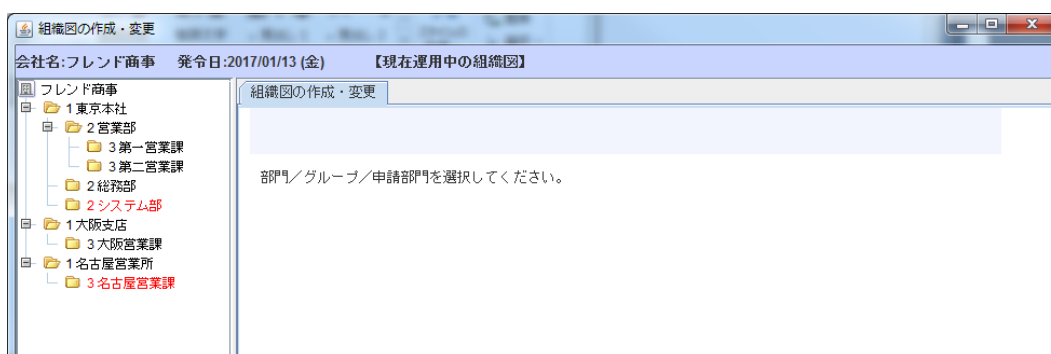 組織図の作成・変更
会社名:フレンド商事 発令日:2017/01/13 (金) 【現在運用中の組織図】
フレンド商事
1 東京本社
2 営業部
3 第一営業課
3 第二営業課
2 総務部
2 システム部
1 大阪支店
3 大阪営業課
1 名古屋営業所
3 名古屋営業課
組織図の作成・変更
部門/グループ/申請部門を選択してください。